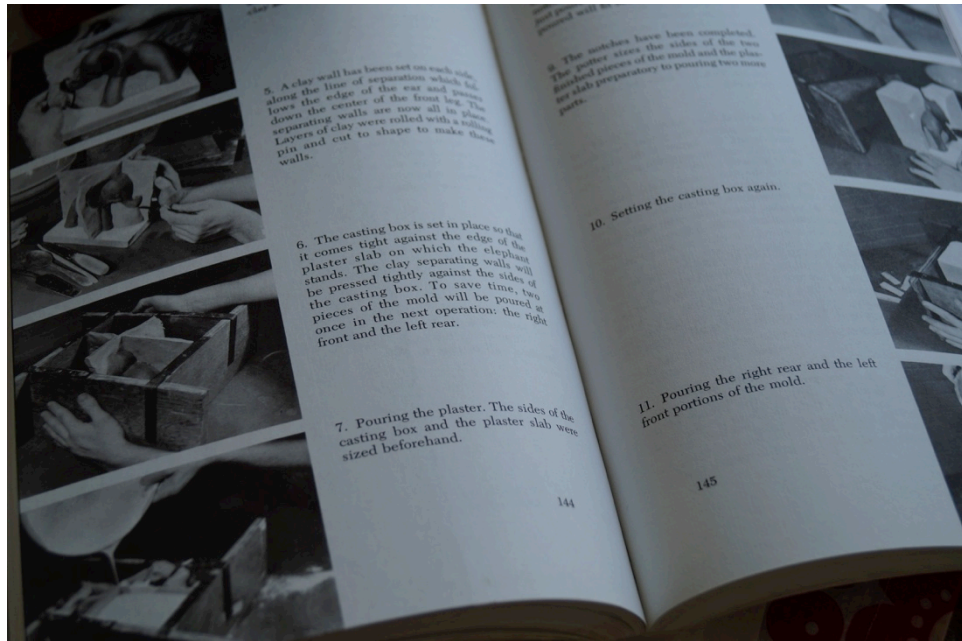 5. A clay wall has been set on each side,
along the line of separation which fol-
lows the edge of the ear and passes
down the center of the front leg. The
separating walls are now all in place.
Layers of clay were rolled with a rolling
pin and cut to shape to make these
walls.
6. The casting box is set in place so that
it comes tight against the edge of the
plaster slab on which the elephant
stands. The clay separating walls will
be pressed tightly against the sides of
the casting box. To save time, two
pieces of the mold will be poured at
once in the next operation: the right
front and the left rear.
7. Pouring the plaster. The sides of the
casting box and the plaster slab were
sized beforehand.
144
poured will
9. The notches have been completed.
The potter sizes the sides of the two
finished pieces of the mold and the plas-
ter slab preparatory to pouring two more
parts.
10. Setting the casting box again.
11. Pouring the right rear and the left
front portions of the mold.
145